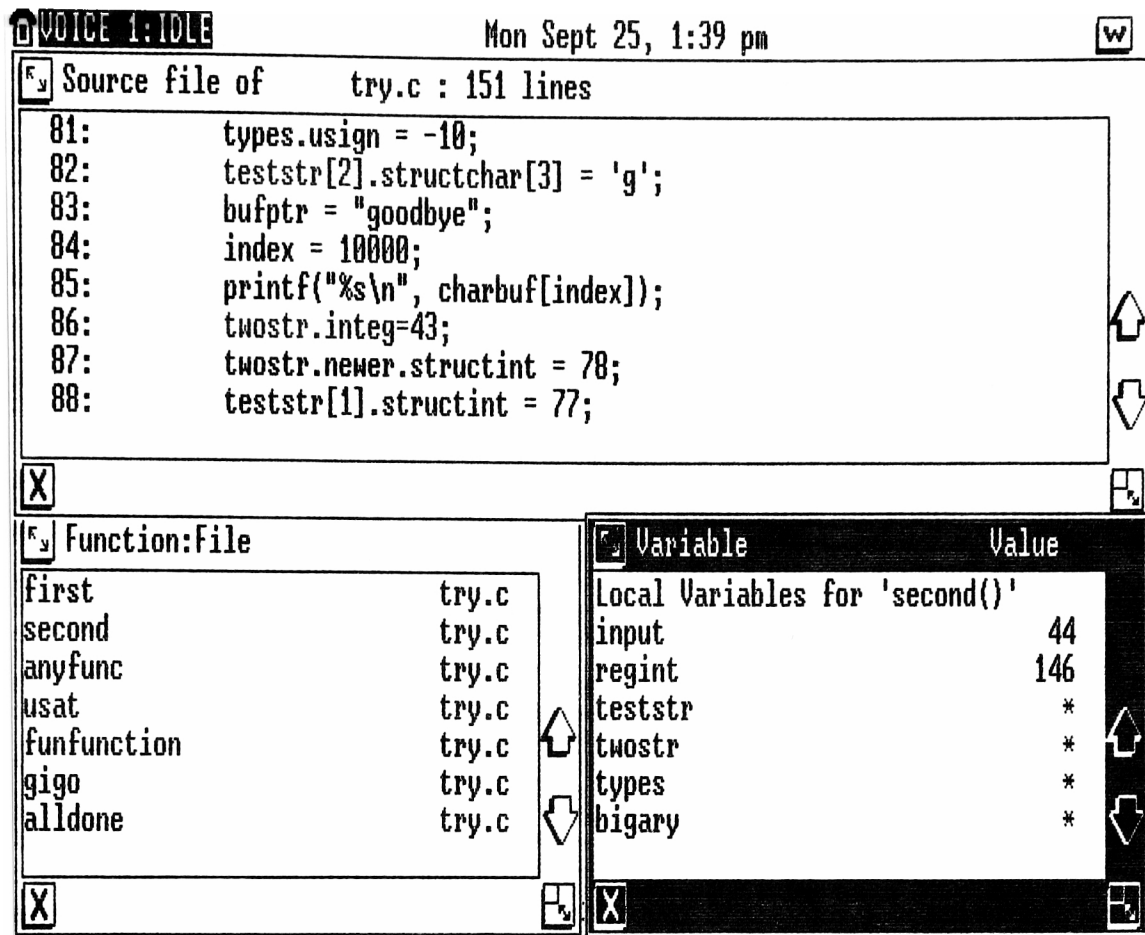 VOICE 1:IDLE Mon Sept 25, 1:39 pm W
Source file of try.c : 151 lines
81: types.usign = -10;
82: teststr[2].structchar[3] = 'g';
83: bufptr = "goodbye";
84: index = 10000;
85: printf("%s\n", charbuf[index]);
86: twostr.integ=43;
87: twostr.newer.structint = 78;
88: teststr[1].structint = 77;
X
Function:File
first try.c
second try.c
anyfunc try.c
usat try.c
funfunction try.c
gigo try.c
alldone try.c
X
Variable Value
Local Variables for 'second()'
input 44
regint 146
teststr *
twostr *
types *
bigary *
X